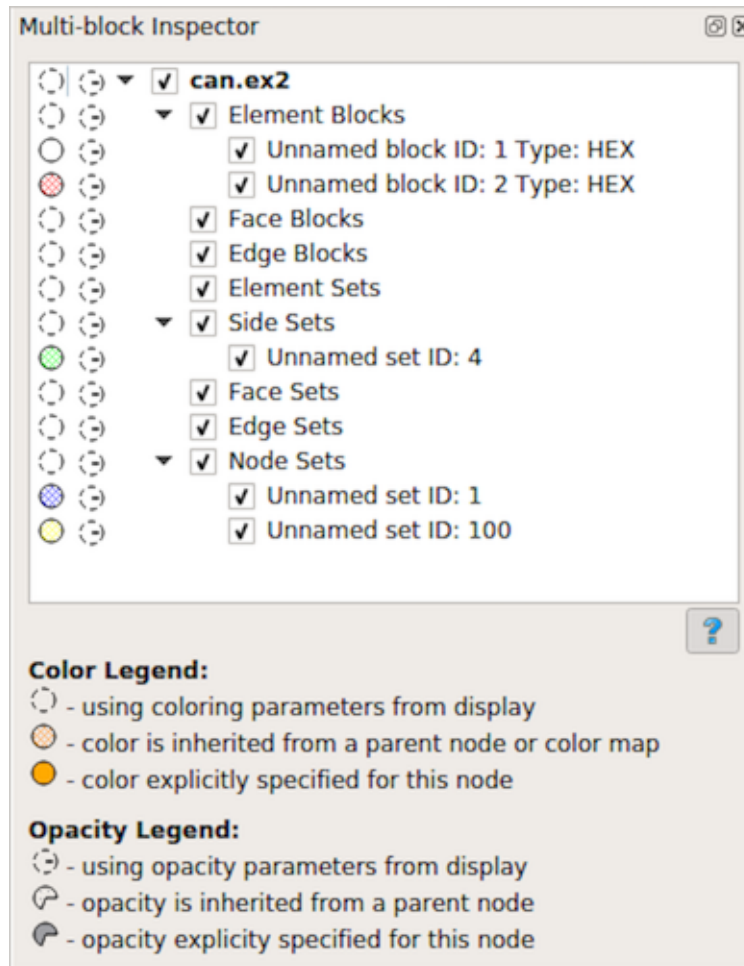 Multi-block Inspector
can.ex2
Element Blocks
Unnamed block ID: 1 Type: HEX
Unnamed block ID: 2 Type: HEX
Face Blocks
Edge Blocks
Element Sets
Side Sets
Unnamed set ID: 4
Face Sets
Edge Sets
Node Sets
Unnamed set ID: 1
Unnamed set ID: 100
?
Color Legend:
- using coloring parameters from display
- color is inherited from a parent node or color map
- color explicitly specified for this node
Opacity Legend:
- using opacity parameters from display
- opacity is inherited from a parent node
- opacity explicity specified for this node